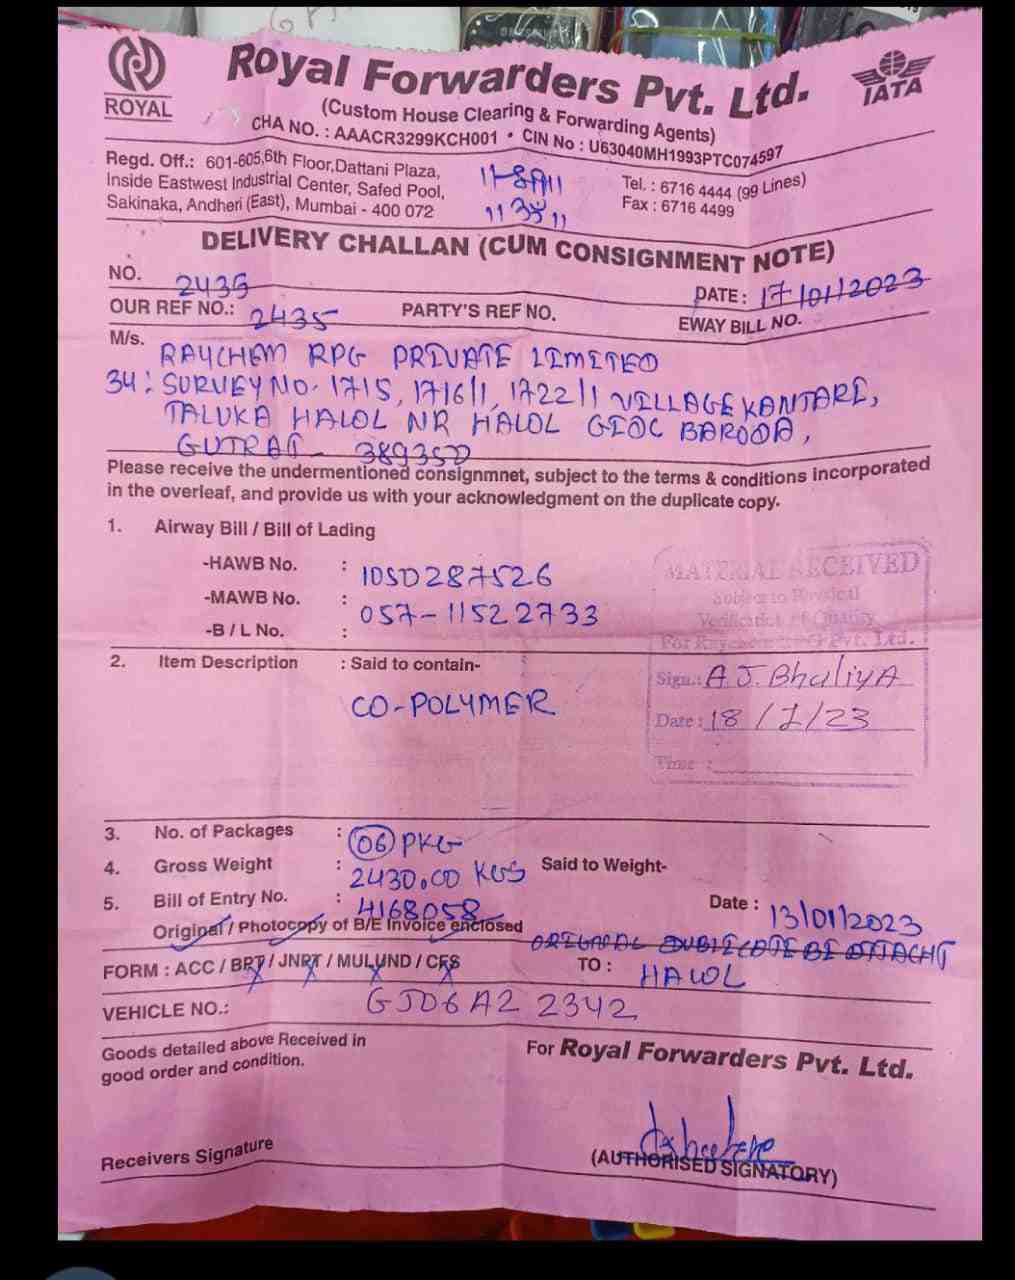 ROYAL
Royal Forwarders Pvt. Ltd.
IATA
(Custom House Clearing & Forwarding Agents)
CHA NO. : AAACR3299KCH001 • CIN No : U63040MH1993PTC074597
Regd. Off.: 601-605,6th Floor,Dattani Plaza,
Inside Eastwest Industrial Center, Safed Pool,
Sakinaka, Andheri (East), Mumbai - 400 072
Tel. : 6716 4444 (99 Lines)
Fax : 6716 4499
DELIVERY CHALLAN (CUM CONSIGNMENT NOTE)
NO. 2435 DATE : 17/01/2023
OUR REF NO.: 2435 PARTY'S REF NO. EWAY BILL NO.
M/s. RAYCHEM RPG PRIVATE LIMITED
34: SURVEY NO. 1715, 1716/1, 1722/1 VILLAGE KANTARI,
TALUKA HALOL NR HALOL GIDC BARODA,
GUJRAT - 389350
Please receive the undermentioned consignmnet, subject to the terms & conditions incorporated
in the overleaf, and provide us with your acknowledgment on the duplicate copy.
1. Airway Bill / Bill of Lading
-HAWB No. : IDSD287526
-MAWB No. : 057-11522733
-B / L No. :
MATERIAL RECEIVED
Subject to Physical
Verification of Quality
For Raychem RPG Pvt. Ltd.
Sign.: A.J. BhaliyA
Date : 18/1/23
Time :
2. Item Description : Said to contain-
CO-POLYMER
3. No. of Packages : 06 PKG
4. Gross Weight : 2430.00 KGS Said to Weight-
5. Bill of Entry No. : 4168058 Date : 13/01/2023
Original / Photocopy of B/E Invoice enclosed
FORM : ACC / BPT / JNPT / MULUND / CFS TO : HALOL
VEHICLE NO.: GJ06AZ 2342
Goods detailed above Received in
good order and condition.
For Royal Forwarders Pvt. Ltd.
Receivers Signature
(AUTHORISED SIGNATORY)